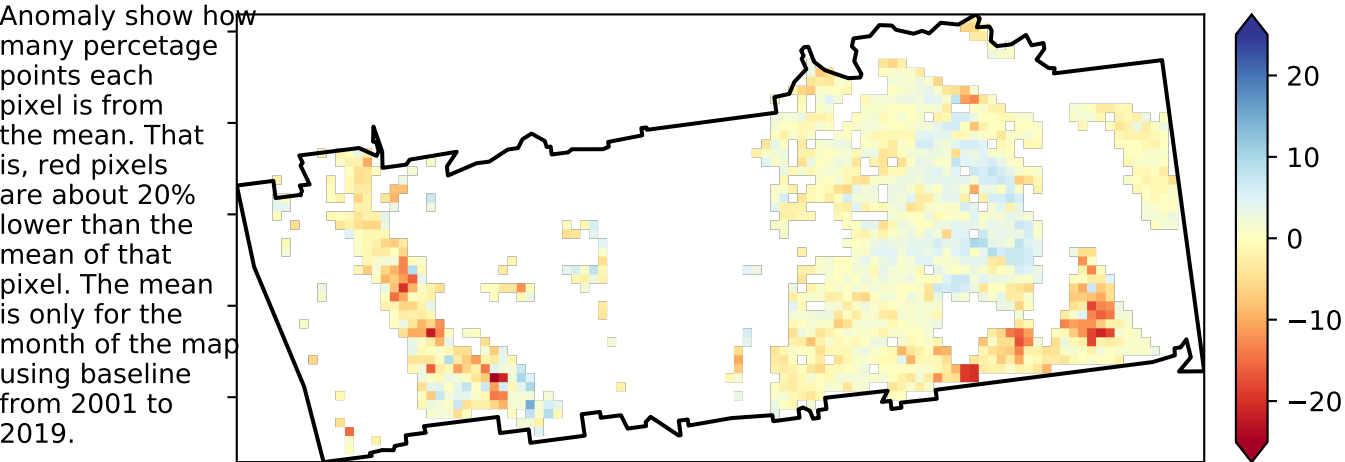 Anomaly show how
many percetage
points each
pixel is from
the mean. That
is, red pixels
are about 20%
lower than the
mean of that
pixel. The mean
is only for the
month of the map
using baseline
from 2001 to
2019.
20
10
0
−10
−20